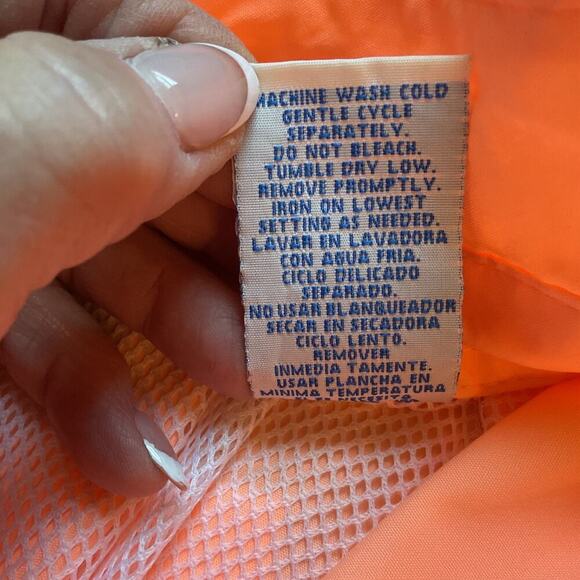 MACHINE WASH COLD
GENTLE CYCLE
SEPARATELY.
DO NOT BLEACH.
TUMBLE DRY LOW.
REMOVE PROMPTLY.
IRON ON LOWEST
SETTING AS NEEDED.
LAVAR EN LAVADORA
CON AGUA FRIA.
CICLO DELICADO
SEPARADO.
NO USAR BLANQUEADOR
SECAR EN SECADORA
CICLO LENTO.
REMOVER
INMEDIA TAMENTE.
USAR PLANCHA EN
MINIMA TEMPERATURA